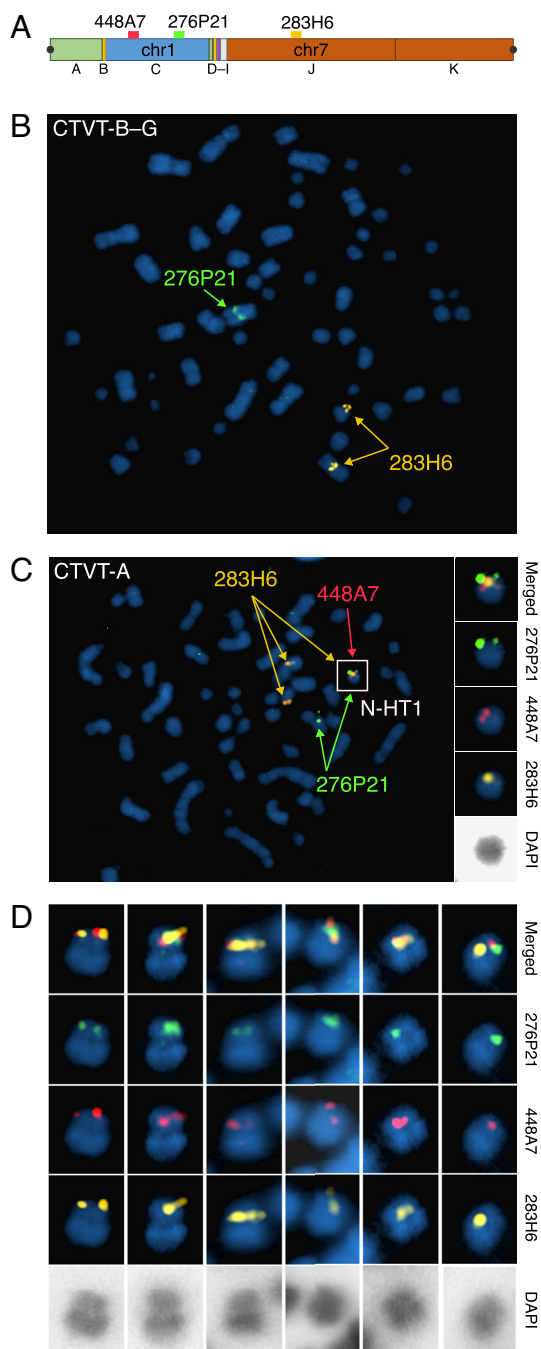 A
448A7 276P21 283H6
chr1 chr7
A B C D–I J K
B
CTVT-B–G
276P21
283H6
C
CTVT-A
283H6
448A7
N-HT1
276P21
Merged
276P21
448A7
283H6
DAPI
D
Merged
276P21
448A7
283H6
DAPI